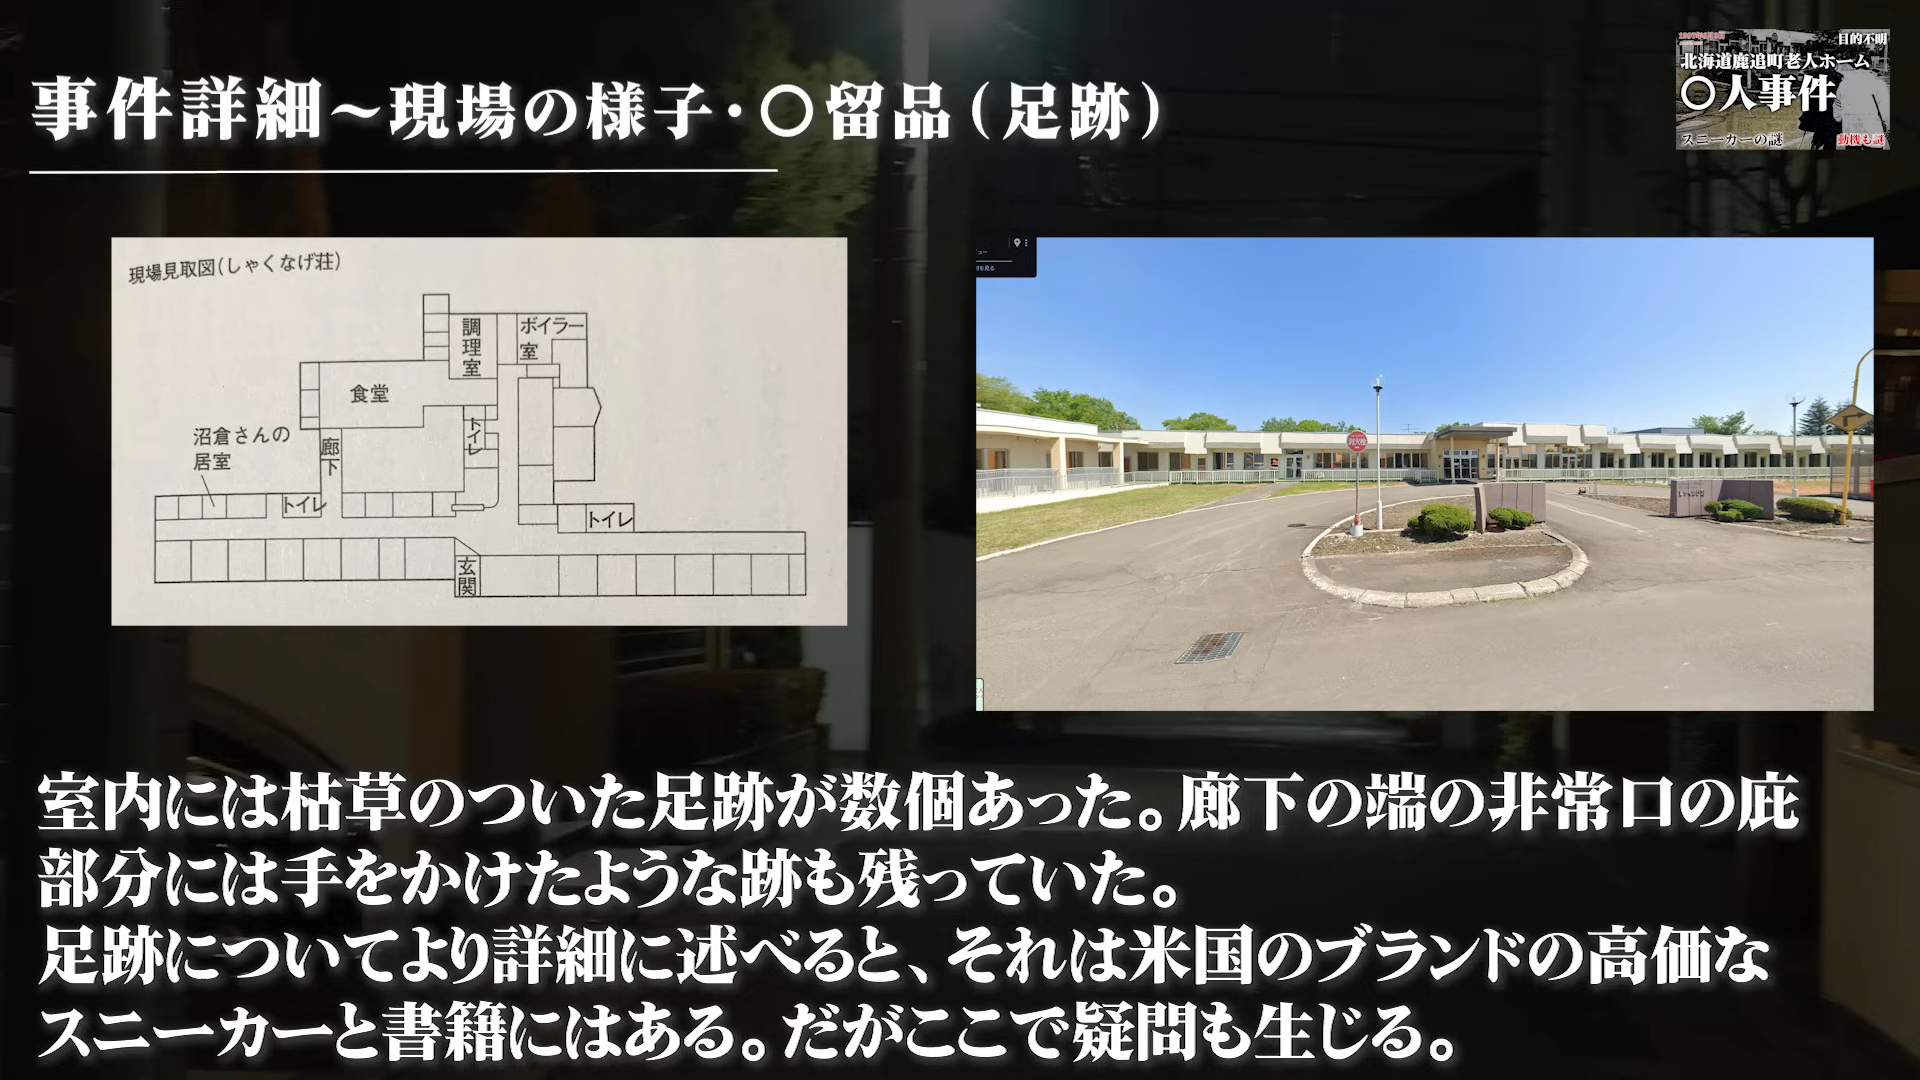 事件詳細～現場の様子・〇留品（足跡）
目的不明
北海道鹿追町老人ホーム
〇人事件
スニーカーの謎
動機も謎
現場見取図(しゃくなげ荘)
調理室
ボイラー室
食堂
トイレ
沼倉さんの
居室
廊下
トイレ
トイレ
玄関
消火栓
室内には枯草のついた足跡が数個あった。廊下の端の非常口の庇
部分には手をかけたような跡も残っていた。
足跡についてより詳細に述べると、それは米国のブランドの高価な
スニーカーと書籍にはある。だがここで疑問も生じる。